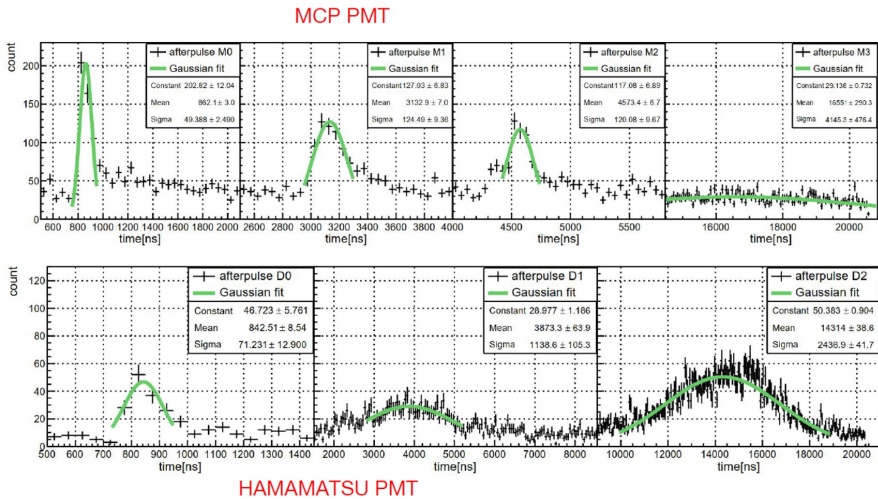 MCP PMT
count
200
150
100
50
0
afterpulse M0
Gaussian fit
Constant 202.82 ± 12.04
Mean 862.1 ± 3.0
Sigma 49.388 ± 2.490
600 800 1000 1200 1400 1600 1800 2000
time[ns]
afterpulse M1
Gaussian fit
Constant 127.03 ± 6.83
Mean 3132.9 ± 7.0
Sigma 124.49 ± 9.36
2600 2800 3000 3200 3400 3600 3800 4000
time[ns]
afterpulse M2
Gaussian fit
Constant 117.08 ± 6.89
Mean 4573.4 ± 6.7
Sigma 120.08 ± 9.67
4500 5000 5500
time[ns]
afterpulse M3
Gaussian fit
Constant 29.136 ± 0.732
Mean 16551 ± 290.3
Sigma
16000 18000 20000
time[ns]
count
120
100
80
60
40
20
0
afterpulse D0
Gaussian fit
Constant 46.723 ± 5.761
Mean 842.51 ± 8.54
Sigma 71.231 ± 12.900
500 600 700 800 900 1000 1100 1200 1300 1400
time[ns]
afterpulse D1
Gaussian fit
Constant 28.977 ± 1.186
Mean 3873.3 ± 63.9
Sigma 1138.6 ± 105.3
2000 3000 4000 5000 6000 7000 8000 9000
time[ns]
afterpulse D2
Gaussian fit
Constant 50.383 ± 0.904
Mean 14314 ± 38.6
Sigma 2436.9 ± 41.7
10000 12000 14000 16000 18000 20000
time[ns]
HAMAMATSU PMT